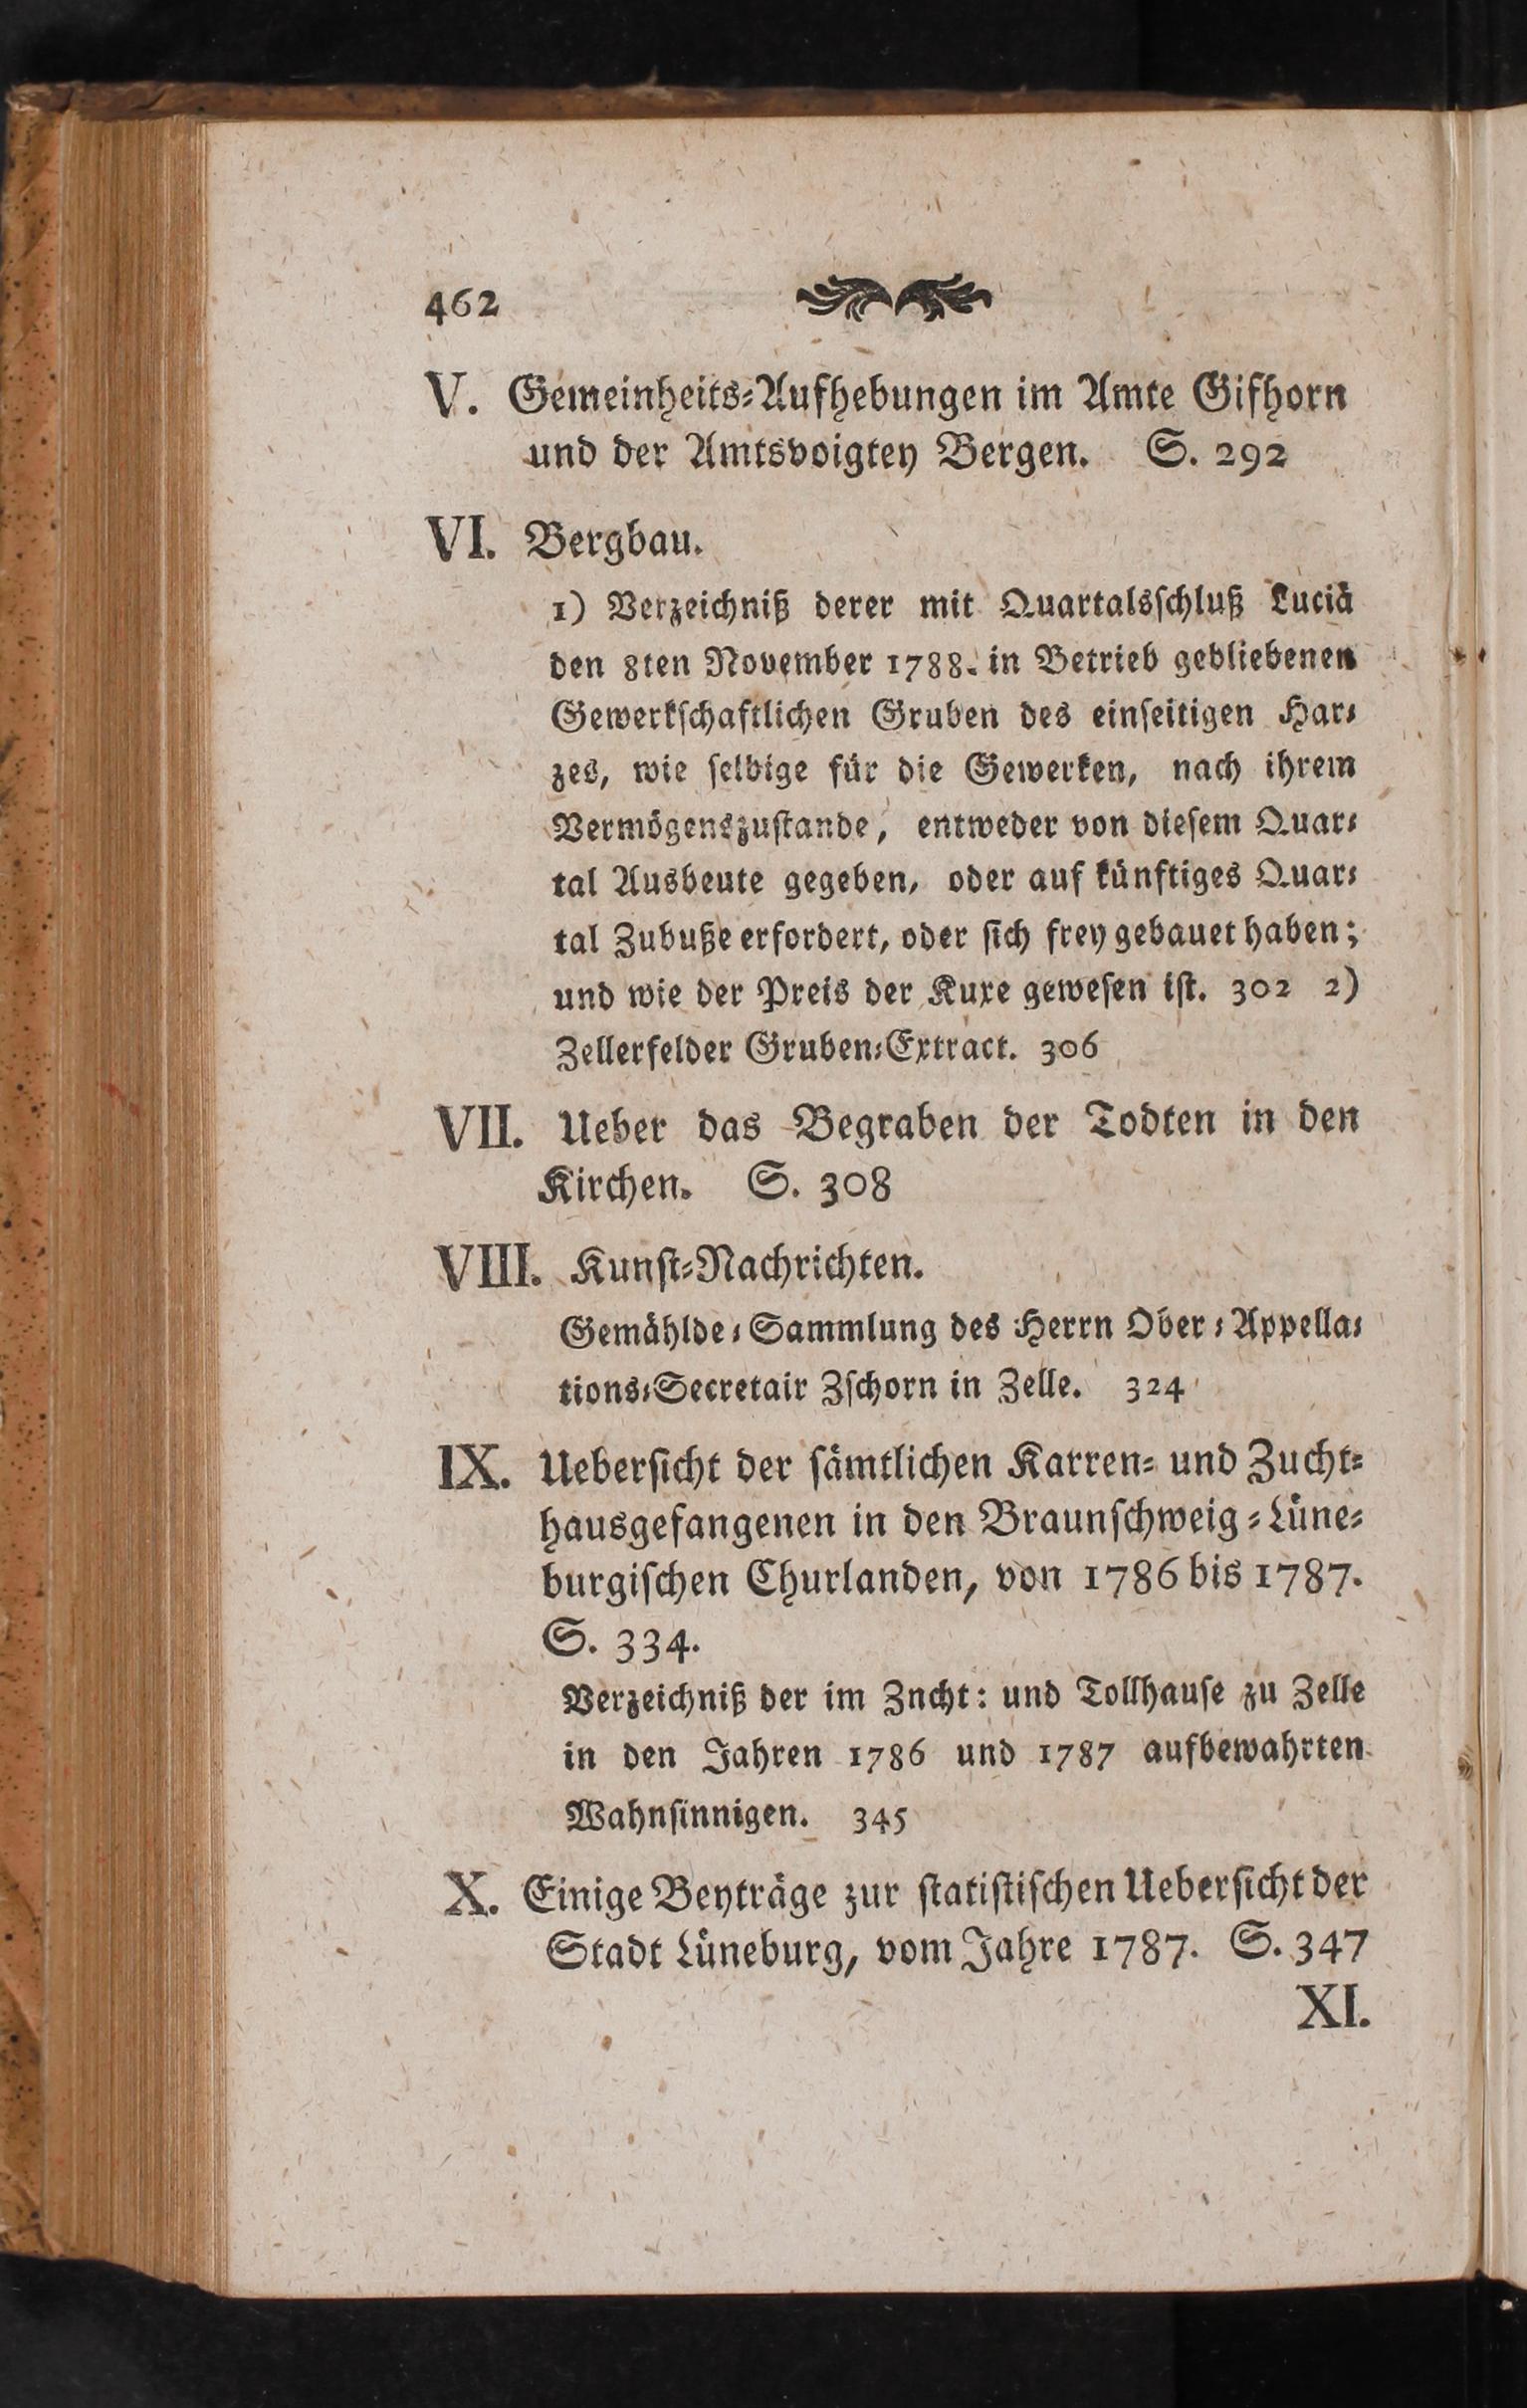 462
V. Gemeinheits-Aufhebungen im Amte Gifhorn
und der Amtsvoigtey Bergen. S. 292
VI. Bergbau.
1) Verzeichniß derer mit Quartalsschluß Luciä
den 8ten November 1788. in Betrieb gebliebenen
Gewerkschaftlichen Gruben des einseitigen Har-
zes, wie selbige für die Gewerken, nach ihrem
Vermögenszustande, entweder von diesem Quar-
tal Ausbeute gegeben, oder auf künftiges Quar-
tal Zubuße erfordert, oder sich frey gebauet haben;
und wie der Preis der Kuxe gewesen ist. 302 2)
Zellerfelder Gruben-Extract. 306
VII. Ueber das Begraben der Todten in den
Kirchen. S. 308
VIII. Kunst-Nachrichten.
Gemählde-Sammlung des Herrn Ober-Appella-
tions-Secretair Zschorn in Zelle. 324
IX. Uebersicht der sämtlichen Karren- und Zucht-
hausgefangenen in den Braunschweig-Lüne-
burgischen Churlanden, von 1786 bis 1787.
S. 334.
Verzeichniß der im Zncht: und Tollhause zu Zelle
in den Jahren 1786 und 1787 aufbewahrten
Wahnsinnigen. 345
X. Einige Beyträge zur statistischen Uebersicht der
Stadt Lüneburg, vom Jahre 1787. S. 347
XI.